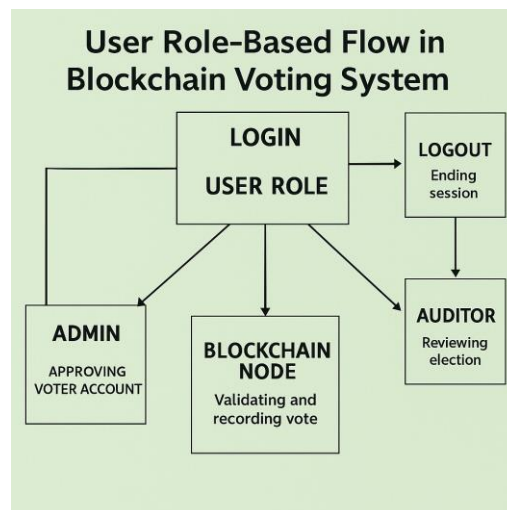 User Role-Based Flow in
Blockchain Voting System
LOGIN
USER ROLE
LOGOUT
Ending
session
ADMIN
APPROVING
VOTER ACCOUNT
BLOCKCHAIN
NODE
Validating and
recording vote
AUDITOR
Reviewing
election